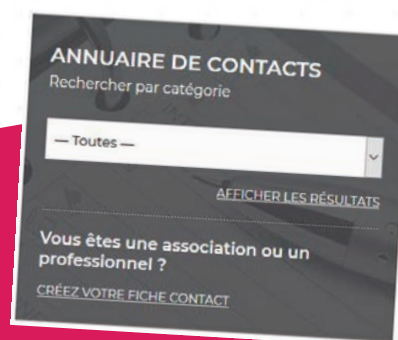 ANNUAIRE DE CONTACTS
Rechercher par catégorie
— Toutes —
AFFICHER LES RÉSULTATS
Vous êtes une association ou un
professionnel ?
CRÉEZ VOTRE FICHE CONTACT